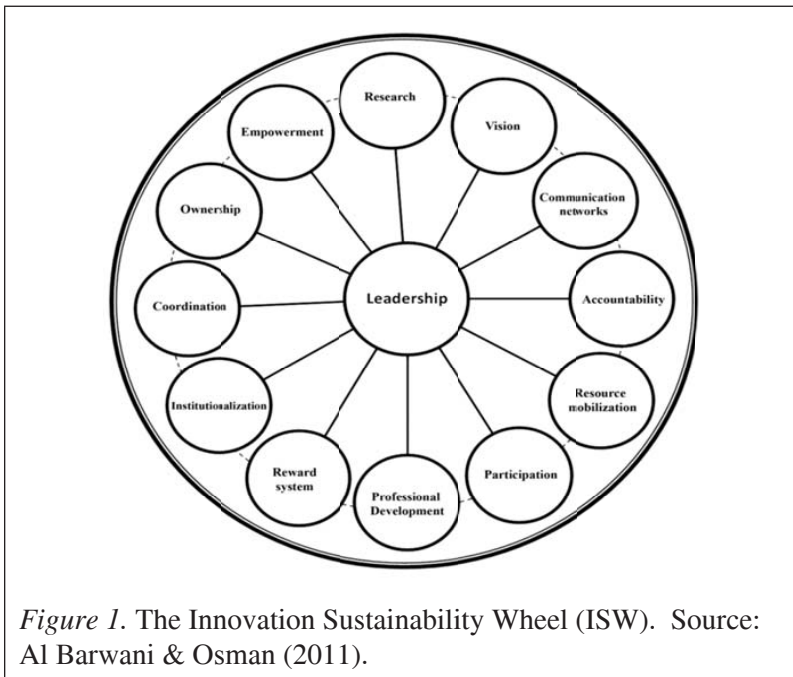 Research
Vision
Communication
networks
Accountability
Resource
mobilization
Participation
Professional
Development
Reward
system
Institutionalization
Coordination
Ownership
Empowerment
Leadership
Figure 1. The Innovation Sustainability Wheel (ISW). Source:
Al Barwani & Osman (2011).